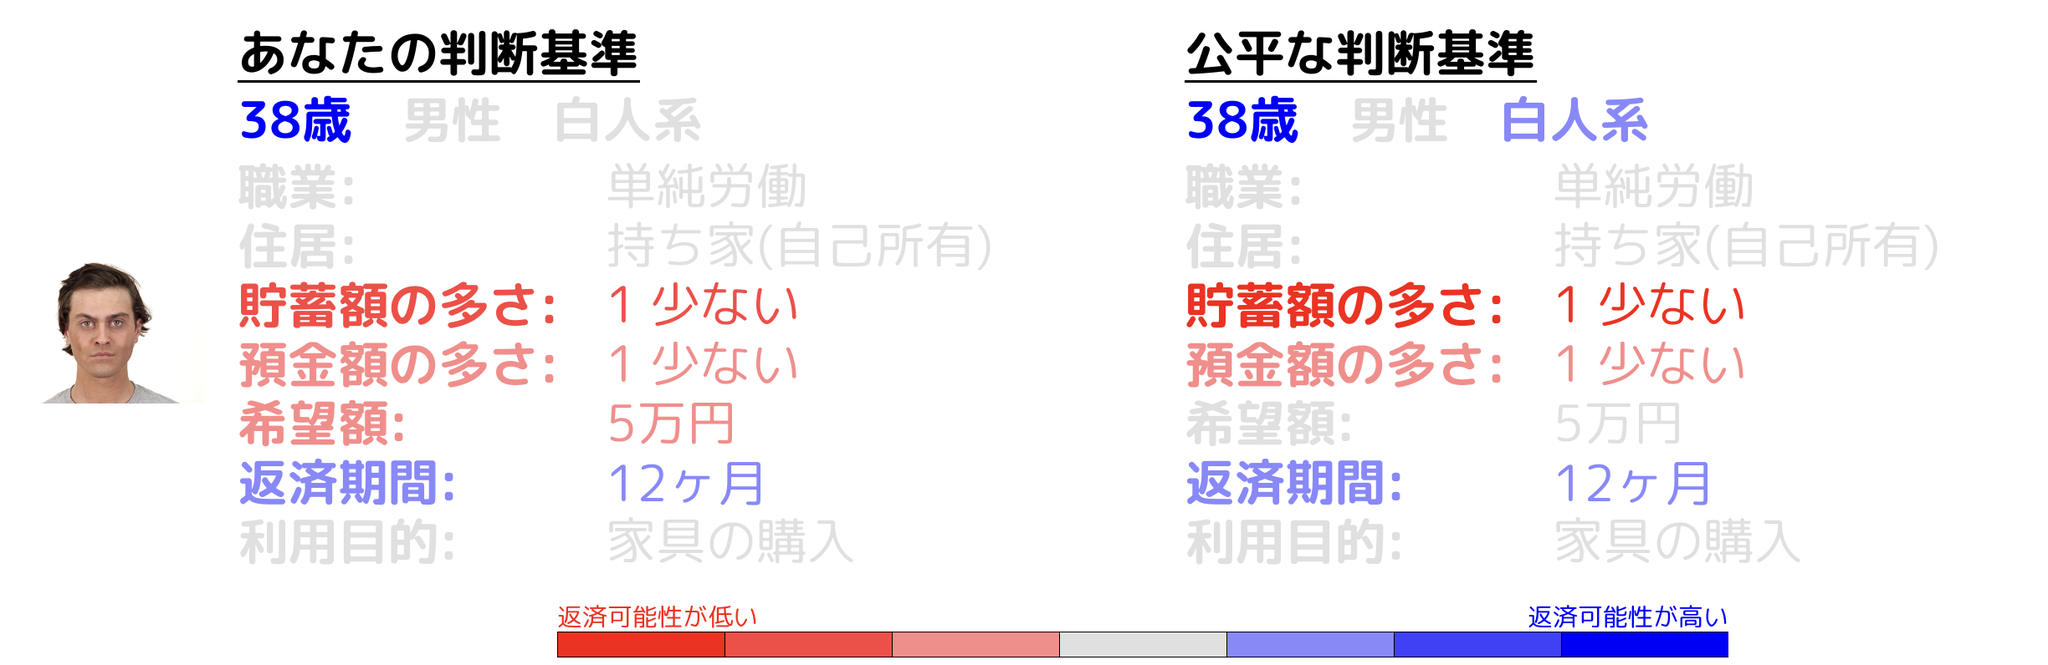 あなたの判断基準
38歳 男性 白人系
職業: 単純労働
住居: 持ち家(自己所有)
貯蓄額の多さ: 1 少ない
預金額の多さ: 1 少ない
希望額: 5万円
返済期間: 12ヶ月
利用目的: 家具の購入
公平な判断基準
38歳 男性 白人系
職業: 単純労働
住居: 持ち家(自己所有)
貯蓄額の多さ: 1 少ない
預金額の多さ: 1 少ない
希望額: 5万円
返済期間: 12ヶ月
利用目的: 家具の購入
返済可能性が低い 返済可能性が高い